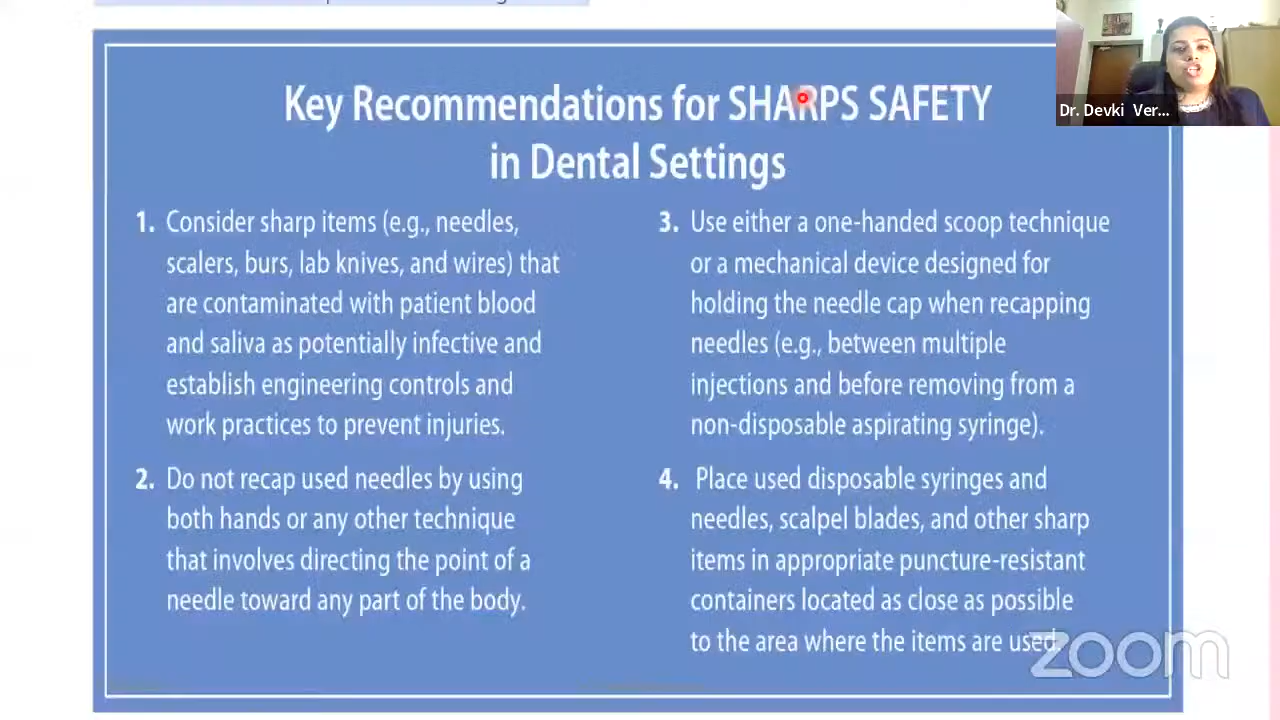 Key Recommendations for SHARPS SAFETY
in Dental Settings
1. Consider sharp items (e.g., needles,
scalers, burs, lab knives, and wires) that
are contaminated with patient blood
and saliva as potentially infective and
establish engineering controls and
work practices to prevent injuries.
2. Do not recap used needles by using
both hands or any other technique
that involves directing the point of a
needle toward any part of the body.
3. Use either a one-handed scoop technique
or a mechanical device designed for
holding the needle cap when recapping
needles (e.g., between multiple
injections and before removing from a
non-disposable aspirating syringe).
4. Place used disposable syringes and
needles, scalpel blades, and other sharp
items in appropriate puncture-resistant
containers located as close as possible
to the area where the items are used.
Dr. Devki Ver...
zoom